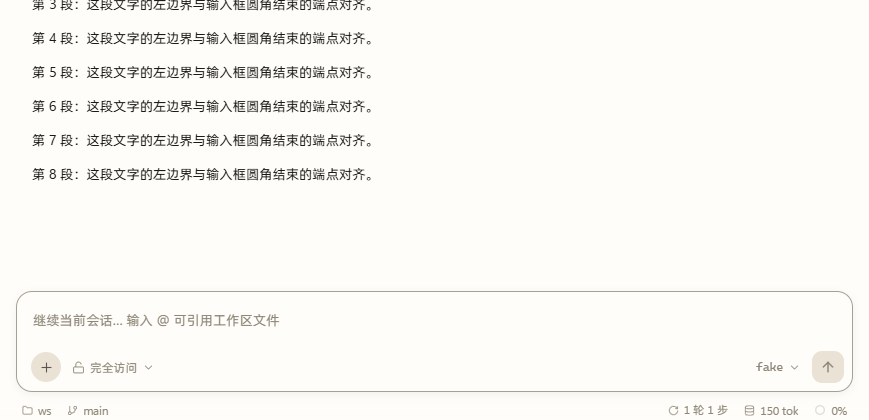 第 3 段：这段文字的左边界与输入框圆角结束的端点对齐。
第 4 段：这段文字的左边界与输入框圆角结束的端点对齐。
第 5 段：这段文字的左边界与输入框圆角结束的端点对齐。
第 6 段：这段文字的左边界与输入框圆角结束的端点对齐。
第 7 段：这段文字的左边界与输入框圆角结束的端点对齐。
第 8 段：这段文字的左边界与输入框圆角结束的端点对齐。
继续当前会话... 输入 @ 可引用工作区文件
完全访问 fake
ws main 1 轮 1 步 150 tok 0%